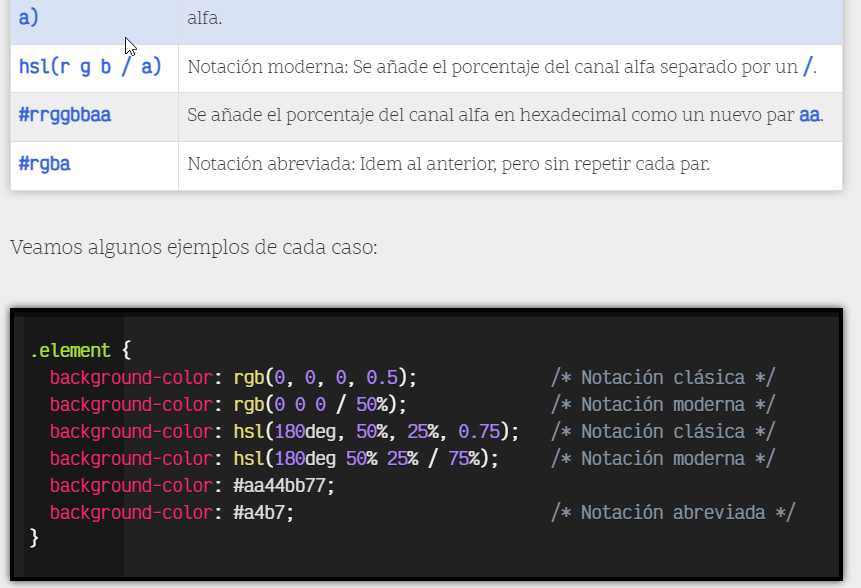 a) alfa.
hsl(r g b / a) Notación moderna: Se añade el porcentaje del canal alfa separado por un /.
#rrggbbaa Se añade el porcentaje del canal alfa en hexadecimal como un nuevo par aa.
#rgba Notación abreviada: Idem al anterior, pero sin repetir cada par.
Veamos algunos ejemplos de cada caso:
.element {
background-color: rgb(0, 0, 0, 0.5); /* Notación clásica */
background-color: rgb(0 0 0 / 50%); /* Notación moderna */
background-color: hsl(180deg, 50%, 25%, 0.75); /* Notación clásica */
background-color: hsl(180deg 50% 25% / 75%); /* Notación moderna */
background-color: #aa44bb77;
background-color: #a4b7; /* Notación abreviada */
}